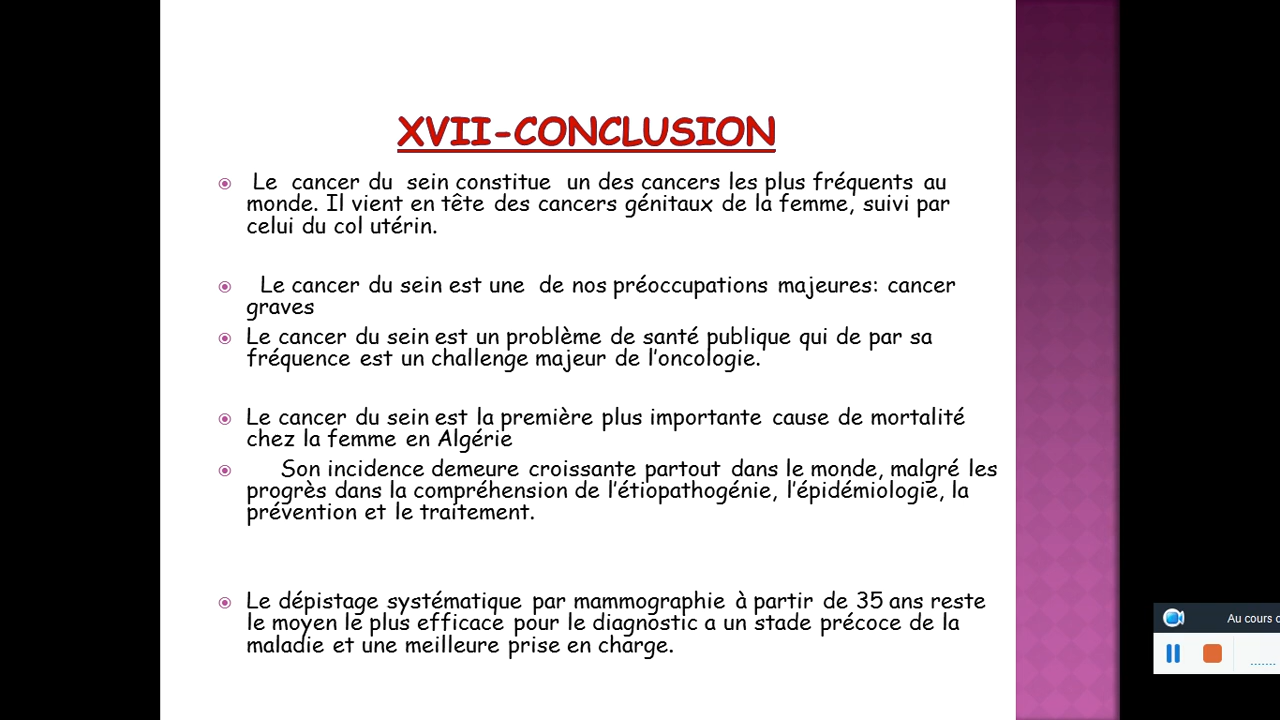 XVII-CONCLUSION
Le cancer du sein constitue un des cancers les plus fréquents au
monde. Il vient en tête des cancers génitaux de la femme, suivi par
celui du col utérin.
Le cancer du sein est une de nos préoccupations majeures: cancer
graves
Le cancer du sein est un problème de santé publique qui de par sa
fréquence est un challenge majeur de l'oncologie.
Le cancer du sein est la première plus importante cause de mortalité
chez la femme en Algérie
Son incidence demeure croissante partout dans le monde, malgré les
progrès dans la compréhension de l'étiopathogénie, l'épidémiologie, la
prévention et le traitement.
Le dépistage systématique par mammographie à partir de 35 ans reste
le moyen le plus efficace pour le diagnostic a un stade précoce de la
maladie et une meilleure prise en charge.
Au cours